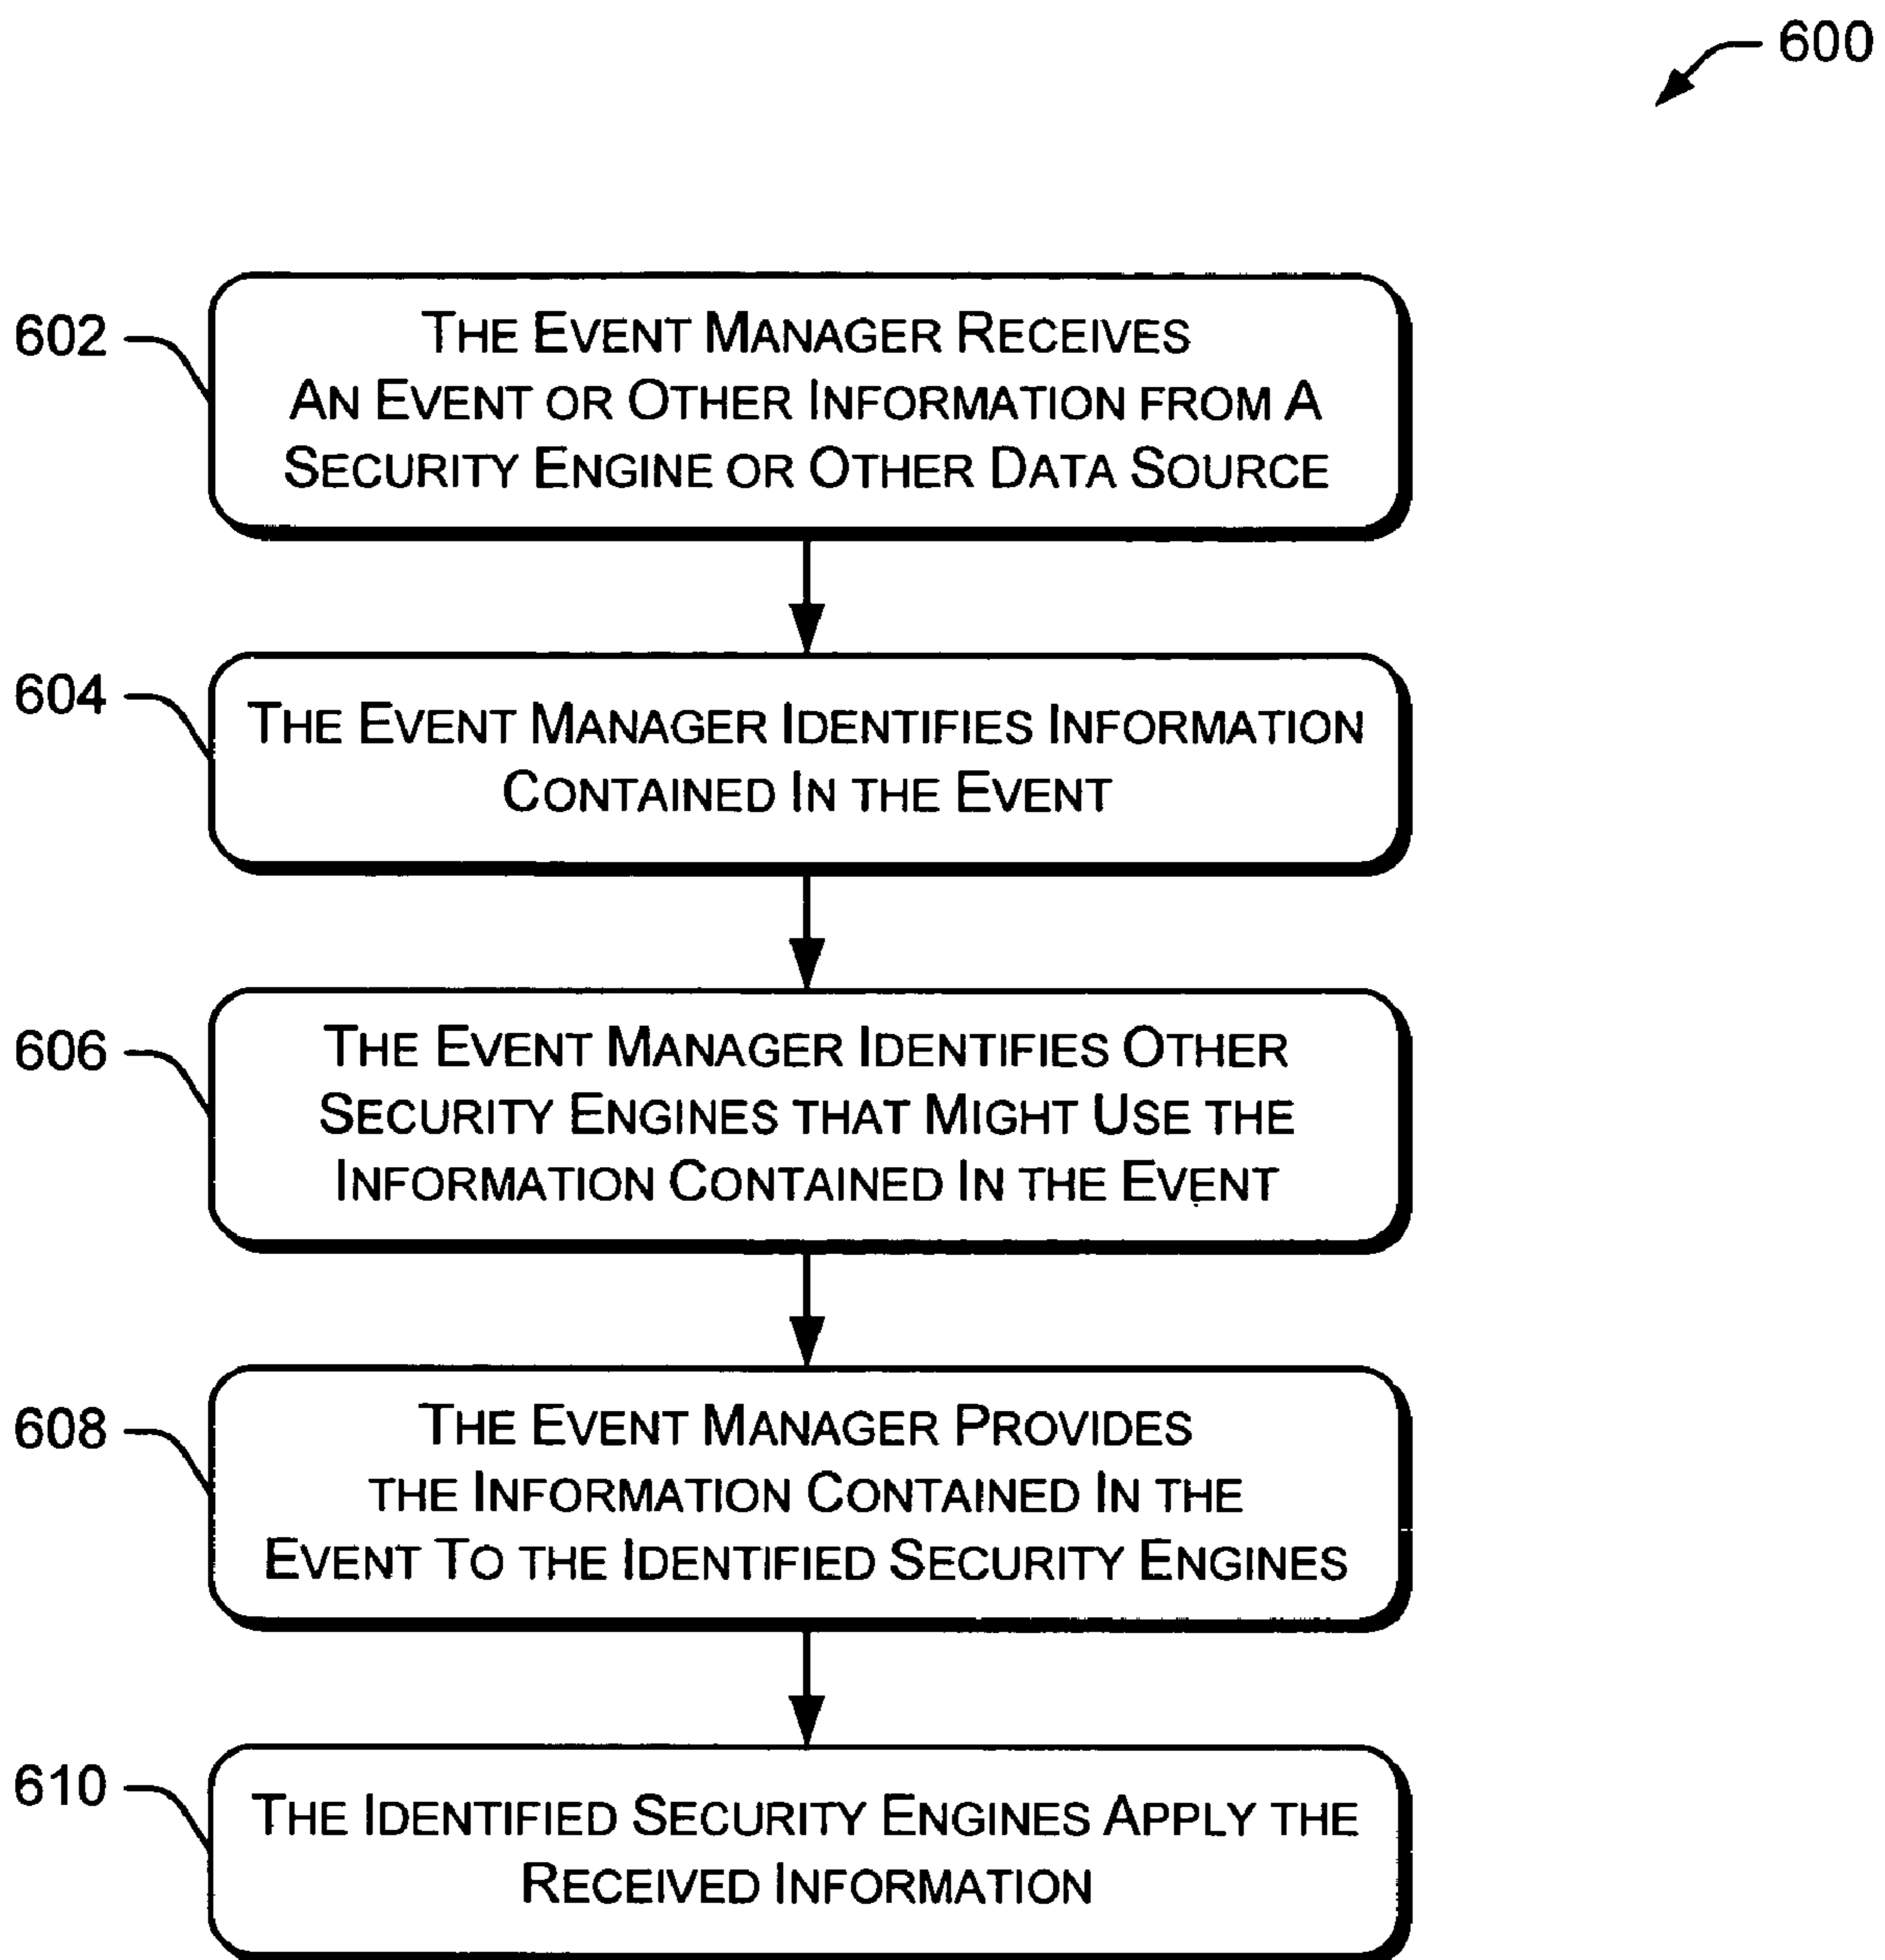 600
602
THE EVENT MANAGER RECEIVES
AN EVENT OR OTHER INFORMATION FROM A
SECURITY ENGINE OR OTHER DATA SOURCE
604
THE EVENT MANAGER IDENTIFIES INFORMATION
CONTAINED IN THE EVENT
606
THE EVENT MANAGER IDENTIFIES OTHER
SECURITY ENGINES THAT MIGHT USE THE
INFORMATION CONTAINED IN THE EVENT
608
THE EVENT MANAGER PROVIDES
THE INFORMATION CONTAINED IN THE
EVENT TO THE IDENTIFIED SECURITY ENGINES
610
THE IDENTIFIED SECURITY ENGINES APPLY THE
RECEIVED INFORMATION